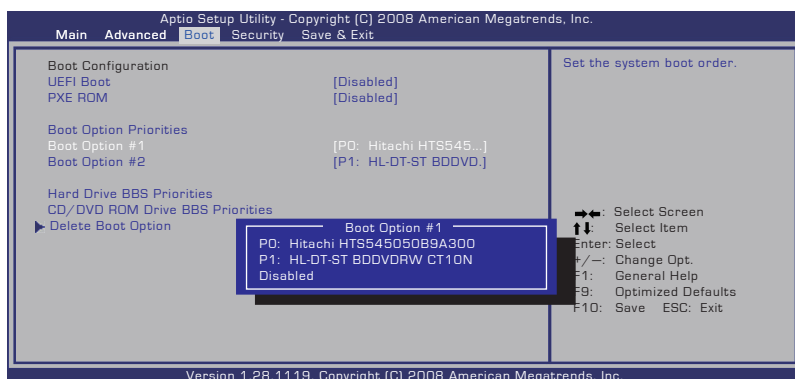 Aptio Setup Utility - Copyright (C) 2008 American Megatrends, Inc.
Main Advanced Boot Security Save & Exit
Boot Configuration
UEFI Boot [Disabled]
PXE ROM [Disabled]
Boot Option Priorities
Boot Option #1 [P0: Hitachi HTS545...]
Boot Option #2 [P1: HL-DT-ST BDDVD.]
Hard Drive BBS Priorities
CD/DVD ROM Drive BBS Priorities
Delete Boot Option
Boot Option #1
P0: Hitachi HTS545050B9A300
P1: HL-DT-ST BDDVDRW CT10N
Disabled
Set the system boot order.
→←: Select Screen
↑↓: Select Item
Enter: Select
+/—: Change Opt.
F1: General Help
F9: Optimized Defaults
F10: Save ESC: Exit
Version 1.28.1119. Copyright (C) 2008 American Megatrends, Inc.